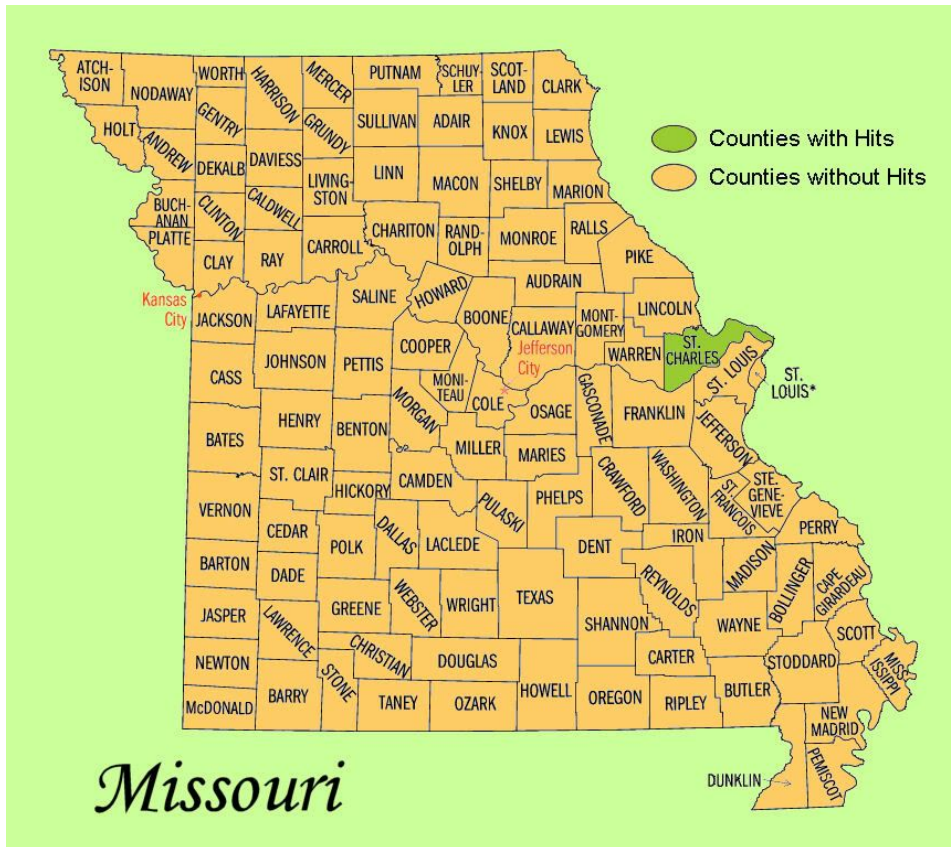 ATCH-
ISON
NODAWAY
WORTH
HARRISON
MERCER
PUTNAM
SCHUY-
LER
SCOT-
LAND
CLARK
HOLT
ANDREW
GENTRY
GRUNDY
SULLIVAN
ADAIR
KNOX
LEWIS
Counties with Hits
Counties without Hits
DEKALB
DAVIESS
LIVING-
STON
LINN
MACON
SHELBY
MARION
BUCH-
ANAN
CLINTON
CALDWELL
PLATTE
CLAY
RAY
CARROLL
CHARITON
RAND-
OLPH
MONROE
RALLS
PIKE
AUDRAIN
Kansas
City
JACKSON
LAFAYETTE
SALINE
HOWARD
BOONE
CALLAWAY
MONT-
GOMERY
LINCOLN
WARREN
ST.
CHARLES
ST. LOUIS
ST.
LOUIS*
Jefferson
City
CASS
JOHNSON
PETTIS
COOPER
MONI-
TEAU
COLE
OSAGE
GASCONADE
FRANKLIN
JEFFERSON
BATES
HENRY
BENTON
MORGAN
MILLER
MARIES
CRAWFORD
WASHINGTON
ST.
FRANCOIS
STE.
GENE-
VIEVE
PERRY
VERNON
ST. CLAIR
HICKORY
CAMDEN
PULASKI
PHELPS
DENT
IRON
MADISON
BOLLINGER
CAPE
GIRARDEAU
CEDAR
POLK
DALLAS
LACLEDE
BARTON
DADE
GREENE
WEBSTER
WRIGHT
TEXAS
SHANNON
REYNOLDS
WAYNE
SCOTT
JASPER
LAWRENCE
CHRISTIAN
DOUGLAS
CARTER
STODDARD
MISS-
ISSIPPI
NEWTON
BARRY
STONE
TANEY
OZARK
HOWELL
OREGON
RIPLEY
BUTLER
McDONALD
NEW
MADRID
DUNKLIN
PEMISCOT
Missouri